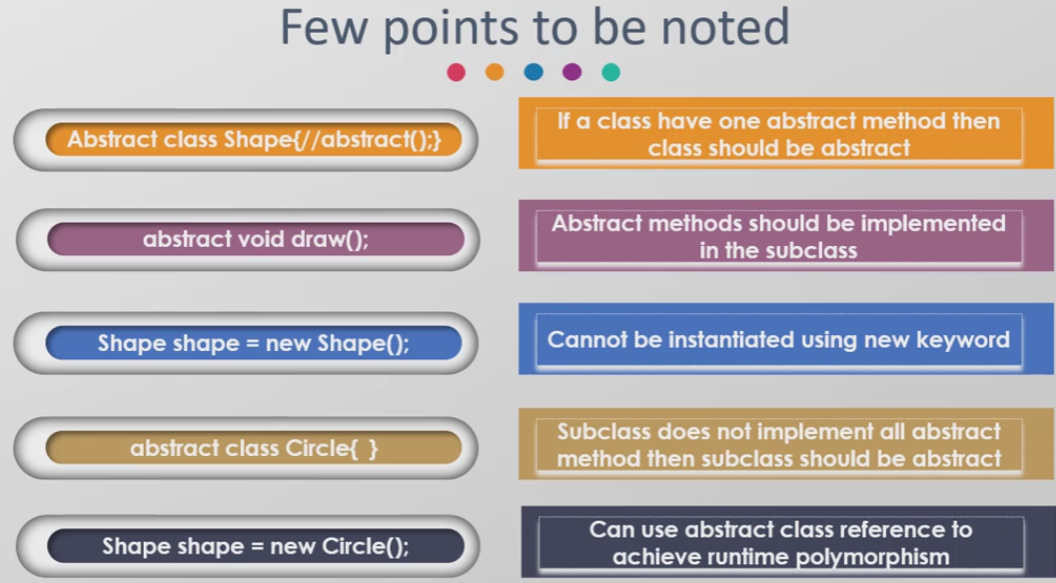 Few points to be noted
Abstract class Shape{//abstract();}
If a class have one abstract method then
class should be abstract
abstract void draw();
Abstract methods should be implemented
in the subclass
Shape shape = new Shape();
Cannot be instantiated using new keyword
abstract class Circle{  }
Subclass does not implement all abstract
method then subclass should be abstract
Shape shape = new Circle();
Can use abstract class reference to
achieve runtime polymorphism